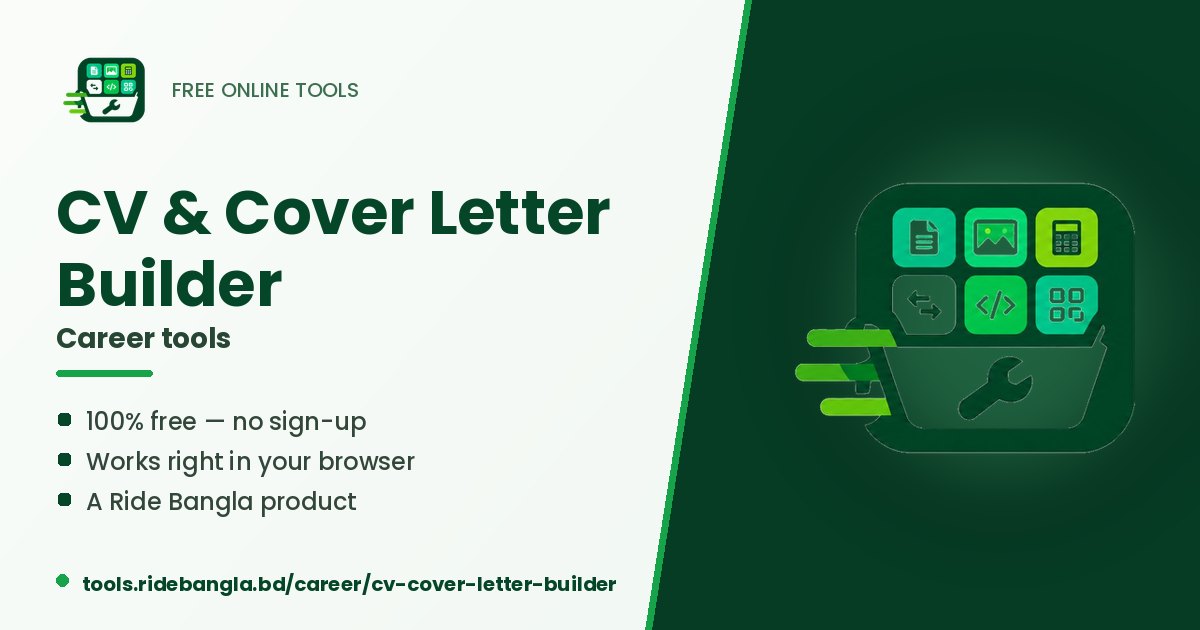 FREE ONLINE TOOLS
CV & Cover Letter
Builder
Career tools
100% free — no sign-up
Works right in your browser
A Ride Bangla product
tools.ridebangla.bd/career/cv-cover-letter-builder